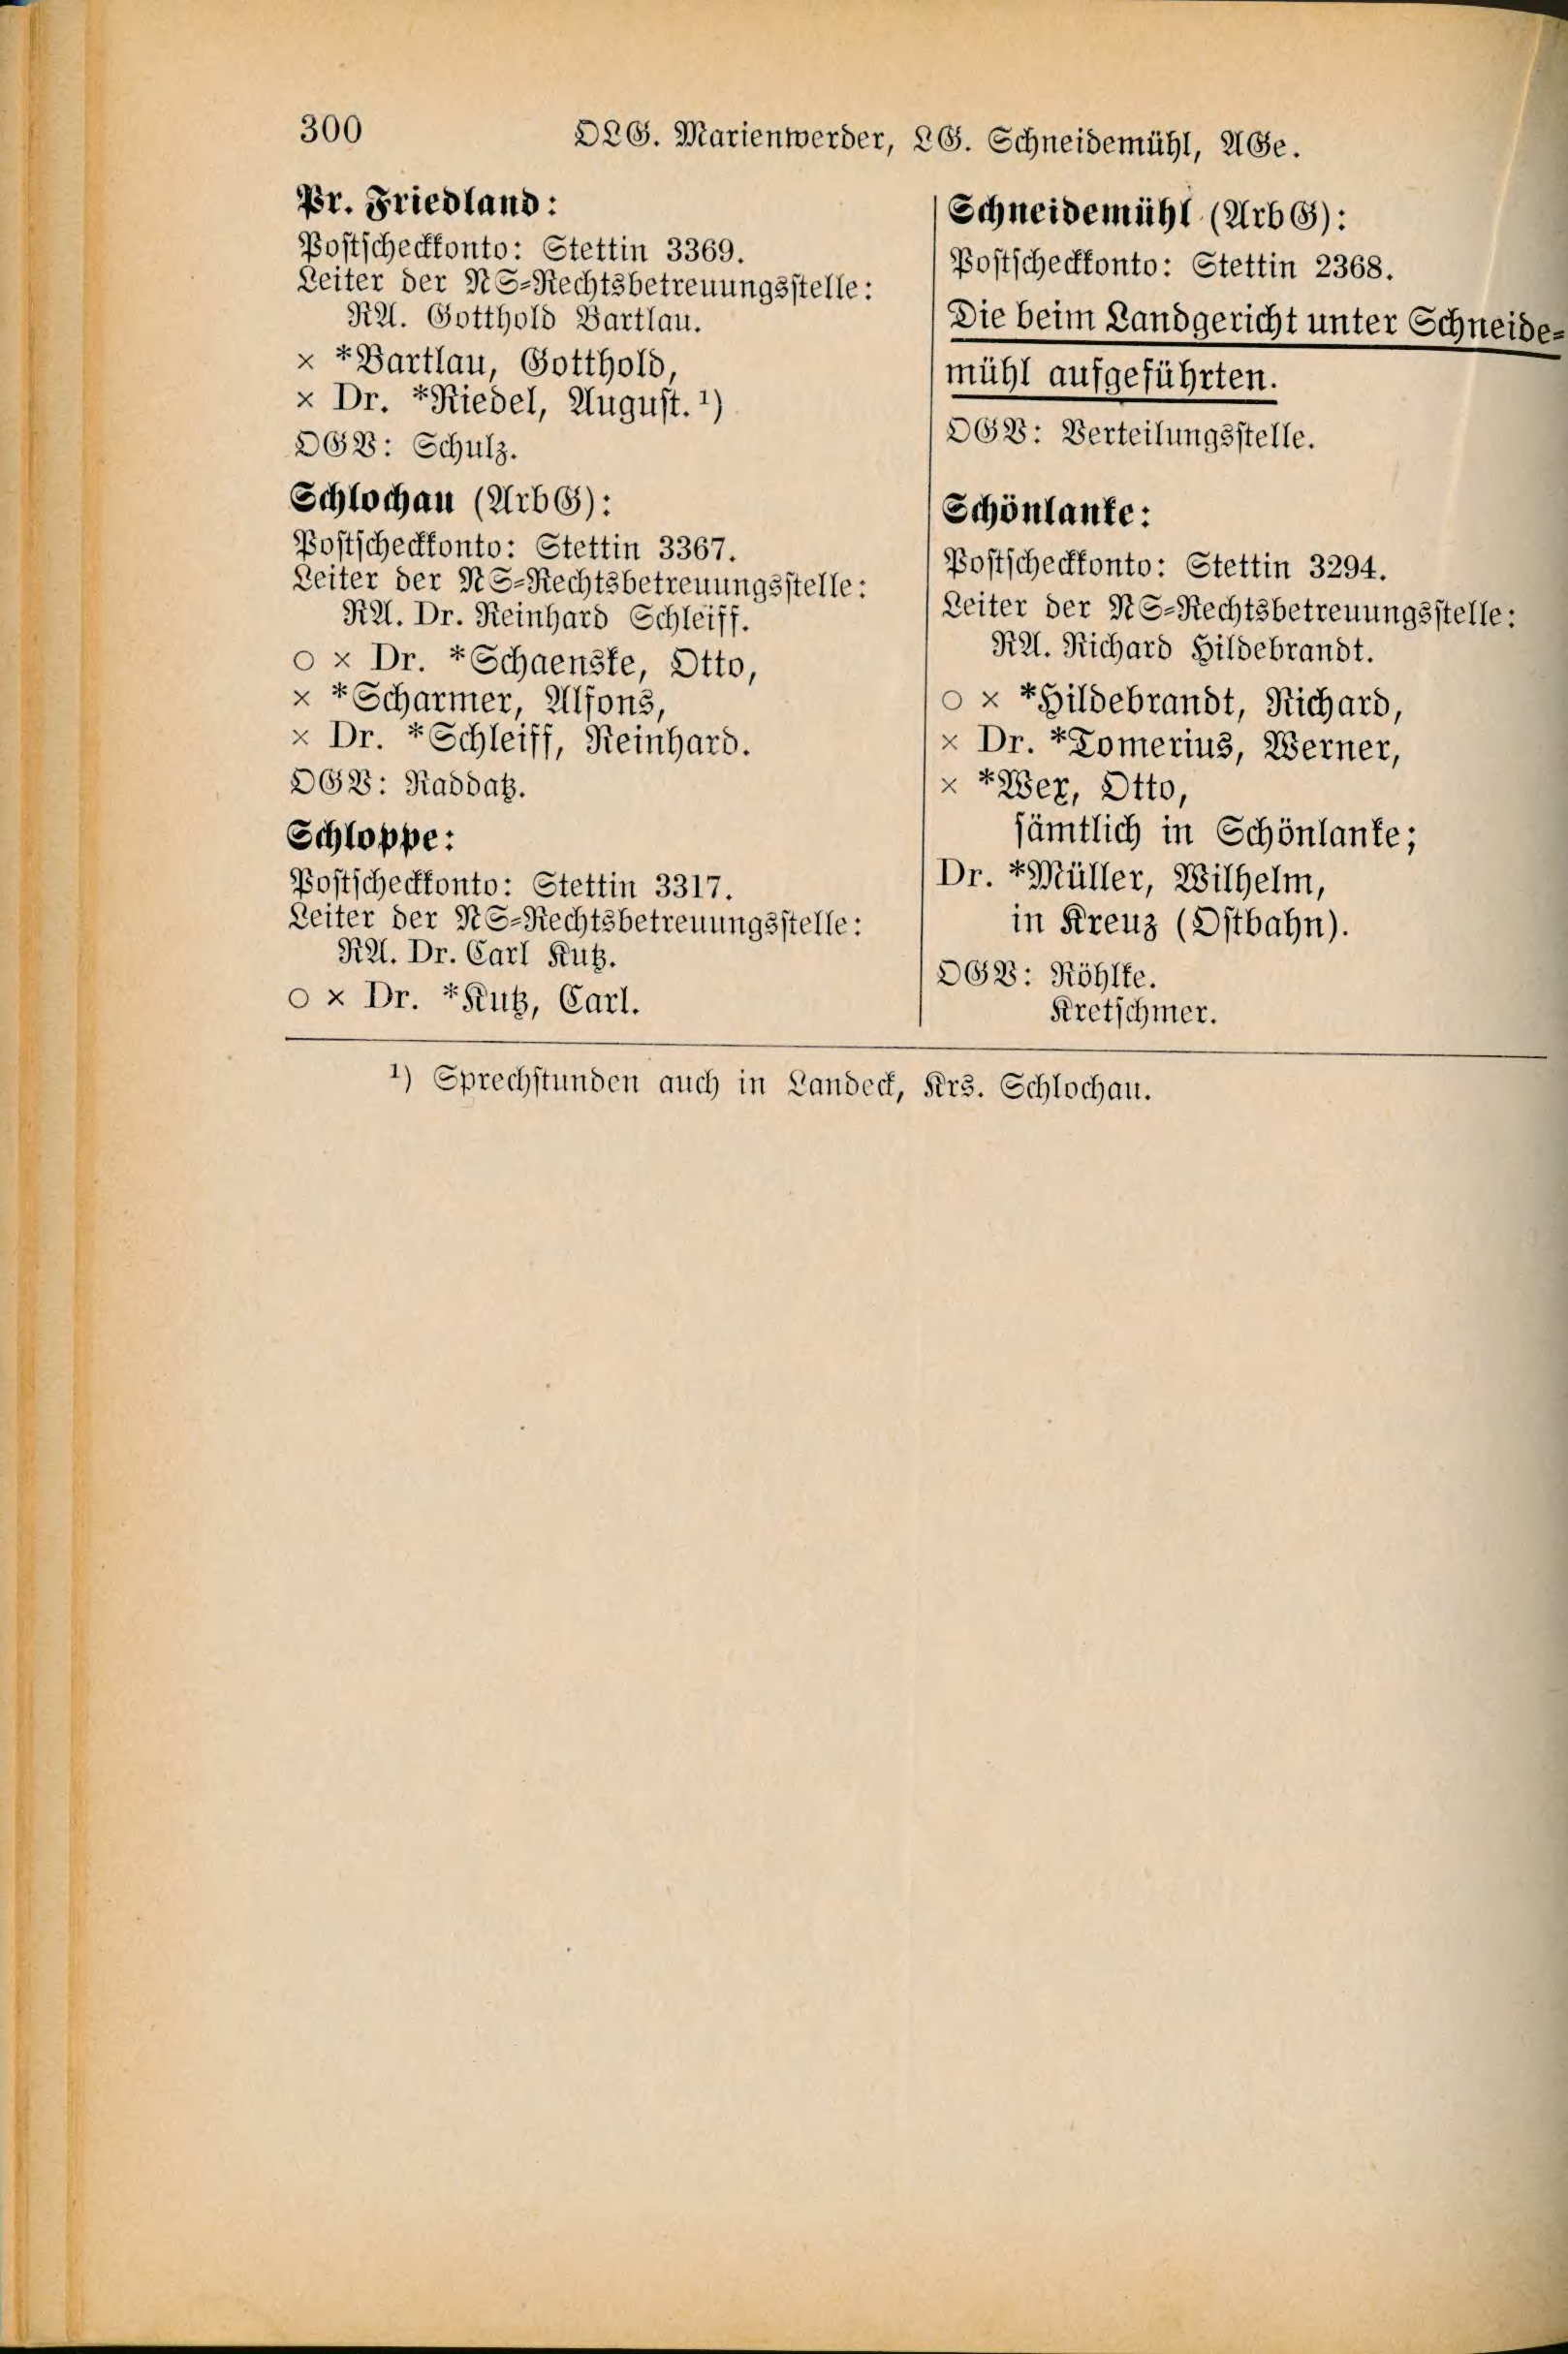 300
OLG. Marienwerder, LG. Schneidemühl, AGe.
Pr. Friedland:
Postscheckkonto: Stettin 3369.
Leiter der NS-Rechtsbetreuungsstelle:
RA. Gotthold Bartlau.
× *Bartlau, Gotthold,
× Dr. *Riedel, August. ¹)
OGV: Schulz.
Schlochau (ArbG):
Postscheckkonto: Stettin 3367.
Leiter der NS-Rechtsbetreuungsstelle:
RA. Dr. Reinhard Schleiff.
○ × Dr. *Schaenske, Otto,
× *Scharmer, Alfons,
× Dr. *Schleiff, Reinhard.
OGV: Raddatz.
Schloppe:
Postscheckkonto: Stettin 3317.
Leiter der NS-Rechtsbetreuungsstelle:
RA. Dr. Carl Kutz.
○ × Dr. *Kutz, Carl.
Schneidemühl (ArbG):
Postscheckkonto: Stettin 2368.
Die beim Landgericht unter Schneide-
mühl aufgeführten.
OGV: Verteilungsstelle.
Schönlanke:
Postscheckkonto: Stettin 3294.
Leiter der NS-Rechtsbetreuungsstelle:
RA. Richard Hildebrandt.
○ × *Hildebrandt, Richard,
× Dr. *Tomerius, Werner,
× *Wex, Otto,
sämtlich in Schönlanke;
Dr. *Müller, Wilhelm,
in Kreuz (Ostbahn).
OGV: Röhlke.
Kretschmer.
¹) Sprechstunden auch in Landeck, Krs. Schlochau.